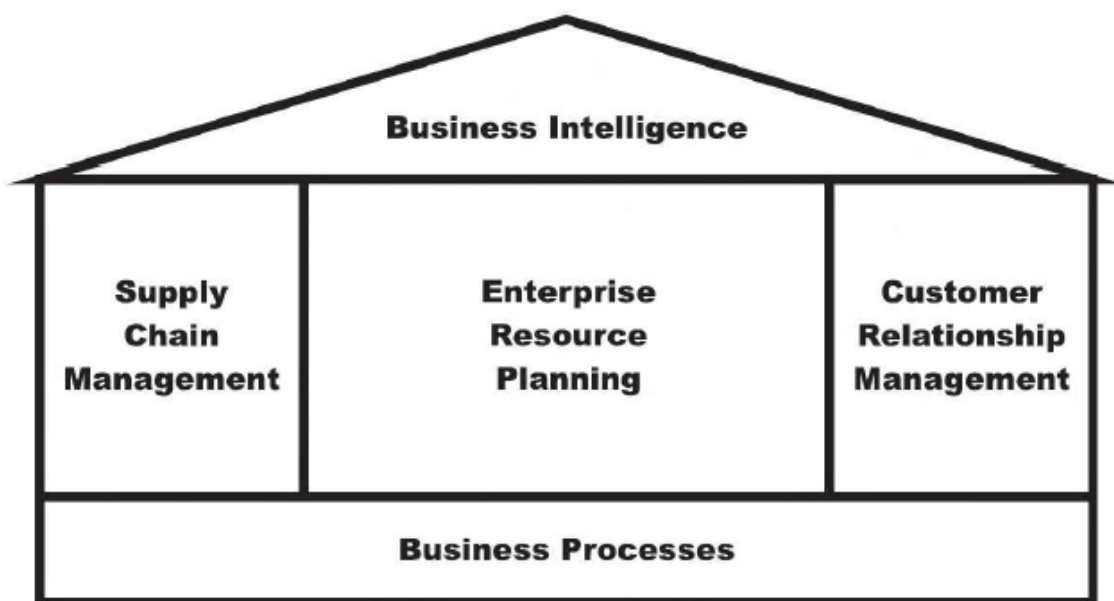 Business Intelligence
Supply
Chain
Management
Enterprise
Resource
Planning
Customer
Relationship
Management
Business Processes